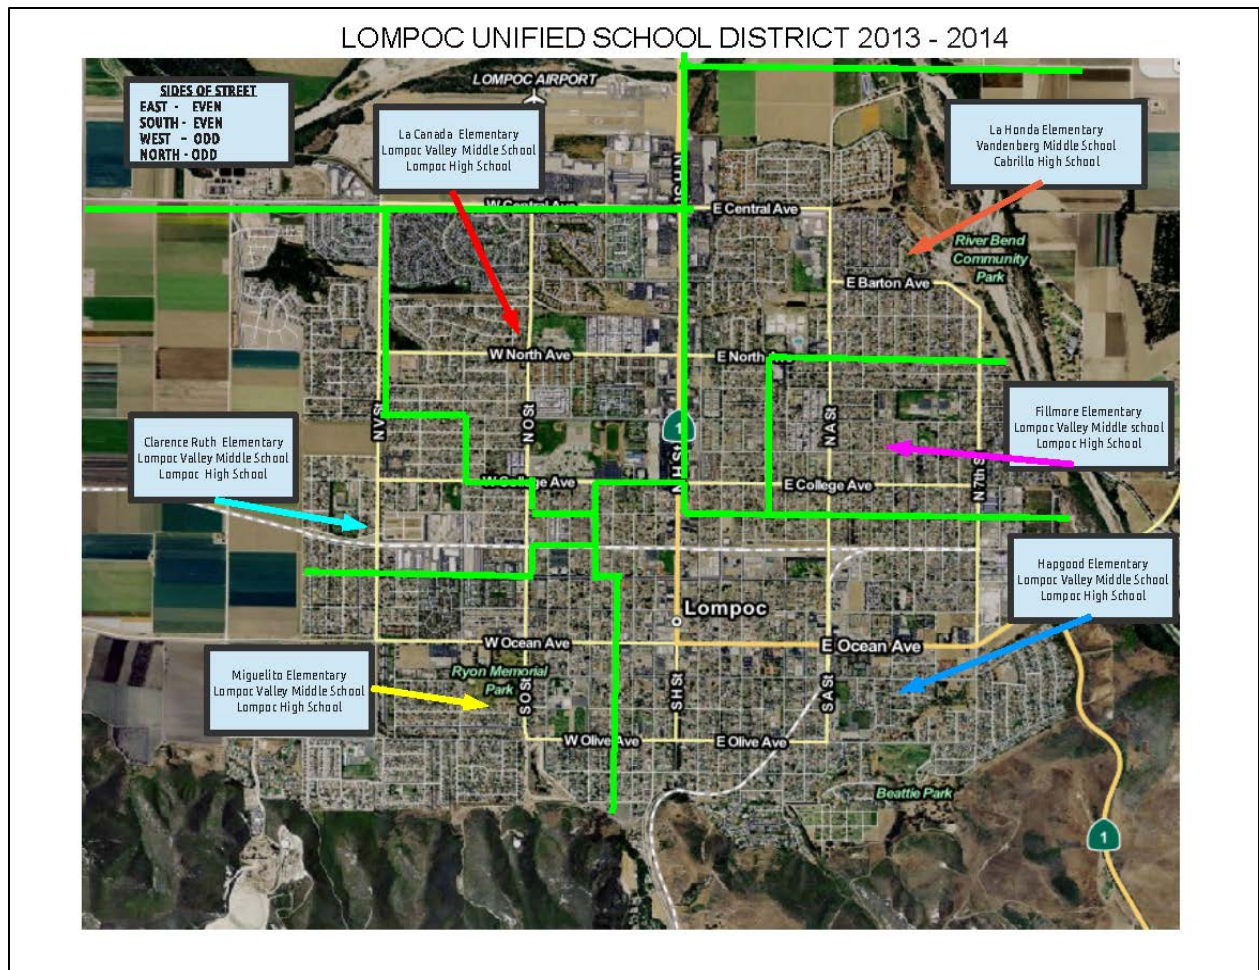 LOMPOC UNIFIED SCHOOL DISTRICT 2013 - 2014
LOMPOC AIRPORT
SIDES OF STREET
EAST - EVEN
SOUTH - EVEN
WEST - ODD
NORTH - ODD
La Canada Elementary
Lompoc Valley Middle School
Lompoc High School
La Honda Elementary
Vandenberg Middle School
Cabrillo High School
W Central Ave
E Central Ave
River Bend
Community
Park
E Barton Ave
W North Ave
E North
N V St
N O St
1
N H St
N A St
N 7th S
Fillmore Elementary
Lompoc Valley Middle school
Lompoc High School
Clarence Ruth Elementary
Lompoc Valley Middle School
Lompoc High School
W College Ave
E College Ave
Hapgood Elementary
Lompoc Valley Middle School
Lompoc High School
Lompoc
W Ocean Ave
E Ocean Ave
Miguelito Elementary
Lompoc Valley Middle School
Lompoc High School
Ryon Memorial
Park
S O St
S H St
S A St
W Olive Ave
E Olive Ave
Beattie Park
1